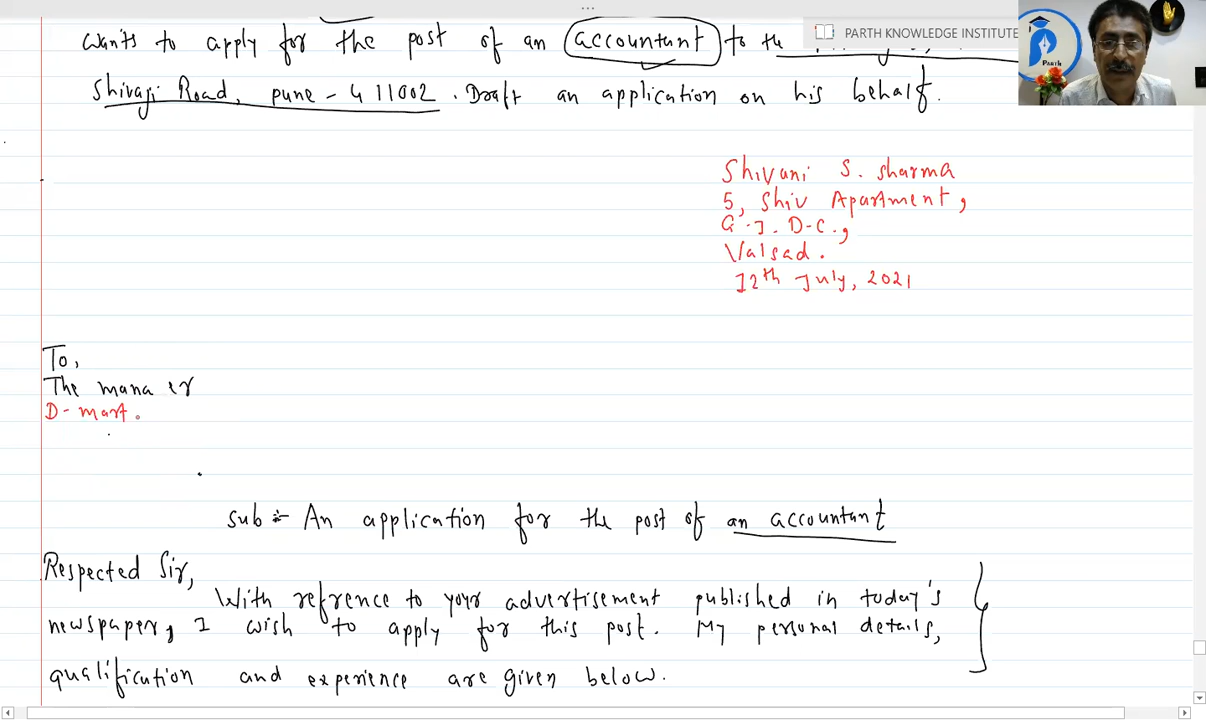 wants to apply for the post of an accountant to the
PARTH KNOWLEDGE INSTITUTE
Parth
Shivaji Road, pune - 411002. Draft an application on his behalf.
Shivani S. Sharma
5, Shiv Apartment,
G.I.D.C.,
Valsad.
12th July, 2021
To,
The mana er
D-mart.
Sub :- An application for the post of an accountant
Respected Sir,
With refrence to your advertisement published in today's
newspaper, I wish to apply for this post. My personal details,
qualification and experience are given below.